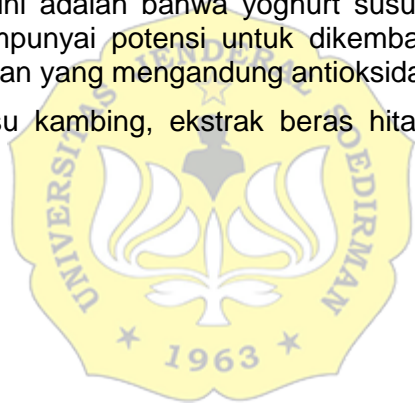 ini adalah bahwa yoghurt susu
mpunyai potensi untuk dikemba
an yang mengandung antioksida
su kambing, ekstrak beras hita
UNIVERSITAS JENDERAL SOEDIRMAN
1963